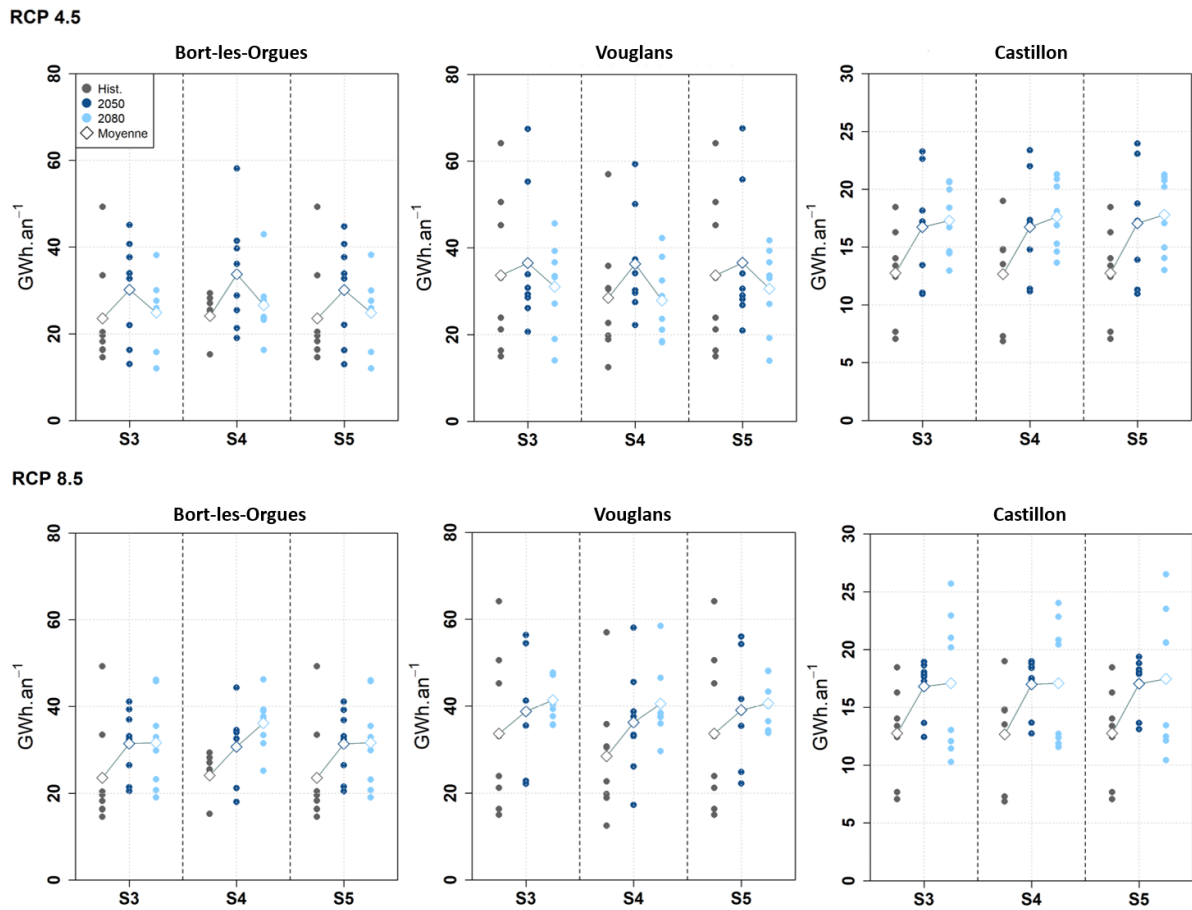 RCP 4.5
Bort-les-Orgues
Vouglans
Castillon
GWh.an⁻¹
80
60
40
20
0
Hist.
2050
2080
Moyenne
S3
S4
S5
GWh.an⁻¹
80
60
40
20
0
S3
S4
S5
GWh.an⁻¹
30
25
20
15
10
5
0
S3
S4
S5
RCP 8.5
Bort-les-Orgues
Vouglans
Castillon
GWh.an⁻¹
80
60
40
20
0
S3
S4
S5
GWh.an⁻¹
80
60
40
20
0
S3
S4
S5
GWh.an⁻¹
30
25
20
15
10
5
0
S3
S4
S5